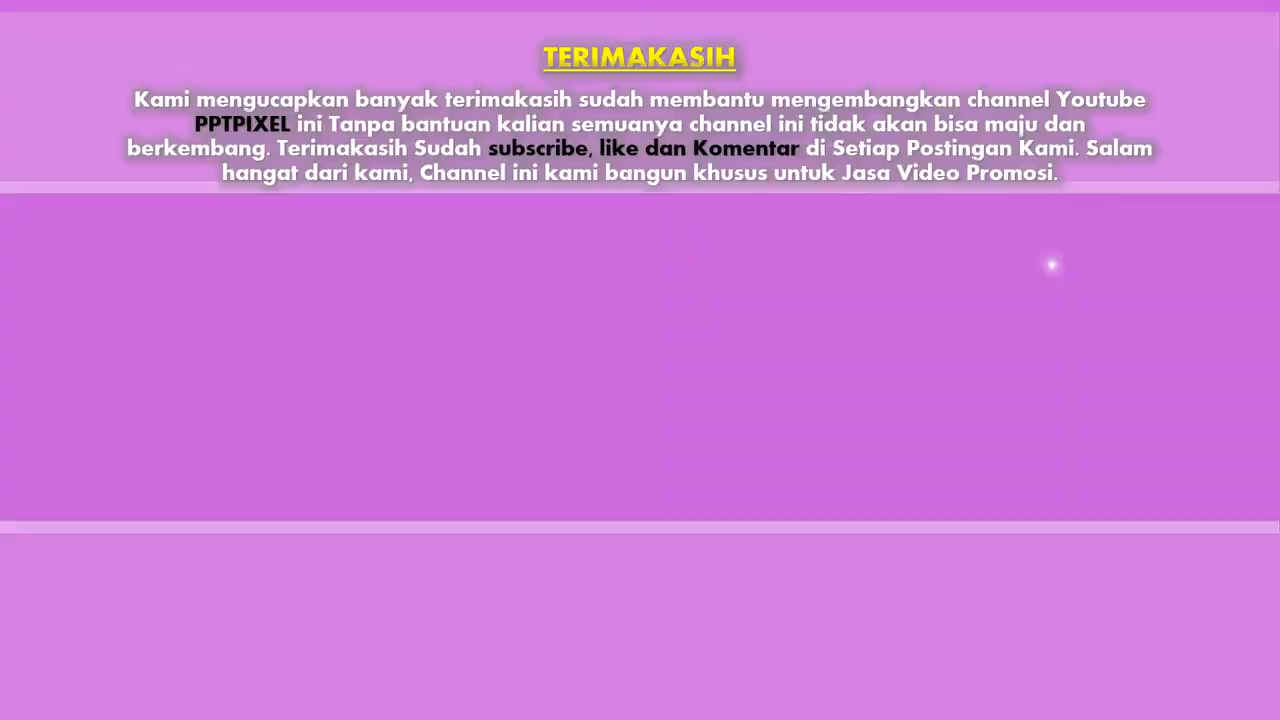 TERIMAKASIH
Kami mengucapkan banyak terimakasih sudah membantu mengembangkan channel Youtube
PPTPIXEL ini Tanpa bantuan kalian semuanya channel ini tidak akan bisa maju dan
berkembang. Terimakasih Sudah subscribe, like dan Komentar di Setiap Postingan Kami. Salam
hangat dari kami, Channel ini kami bangun khusus untuk Jasa Video Promosi.